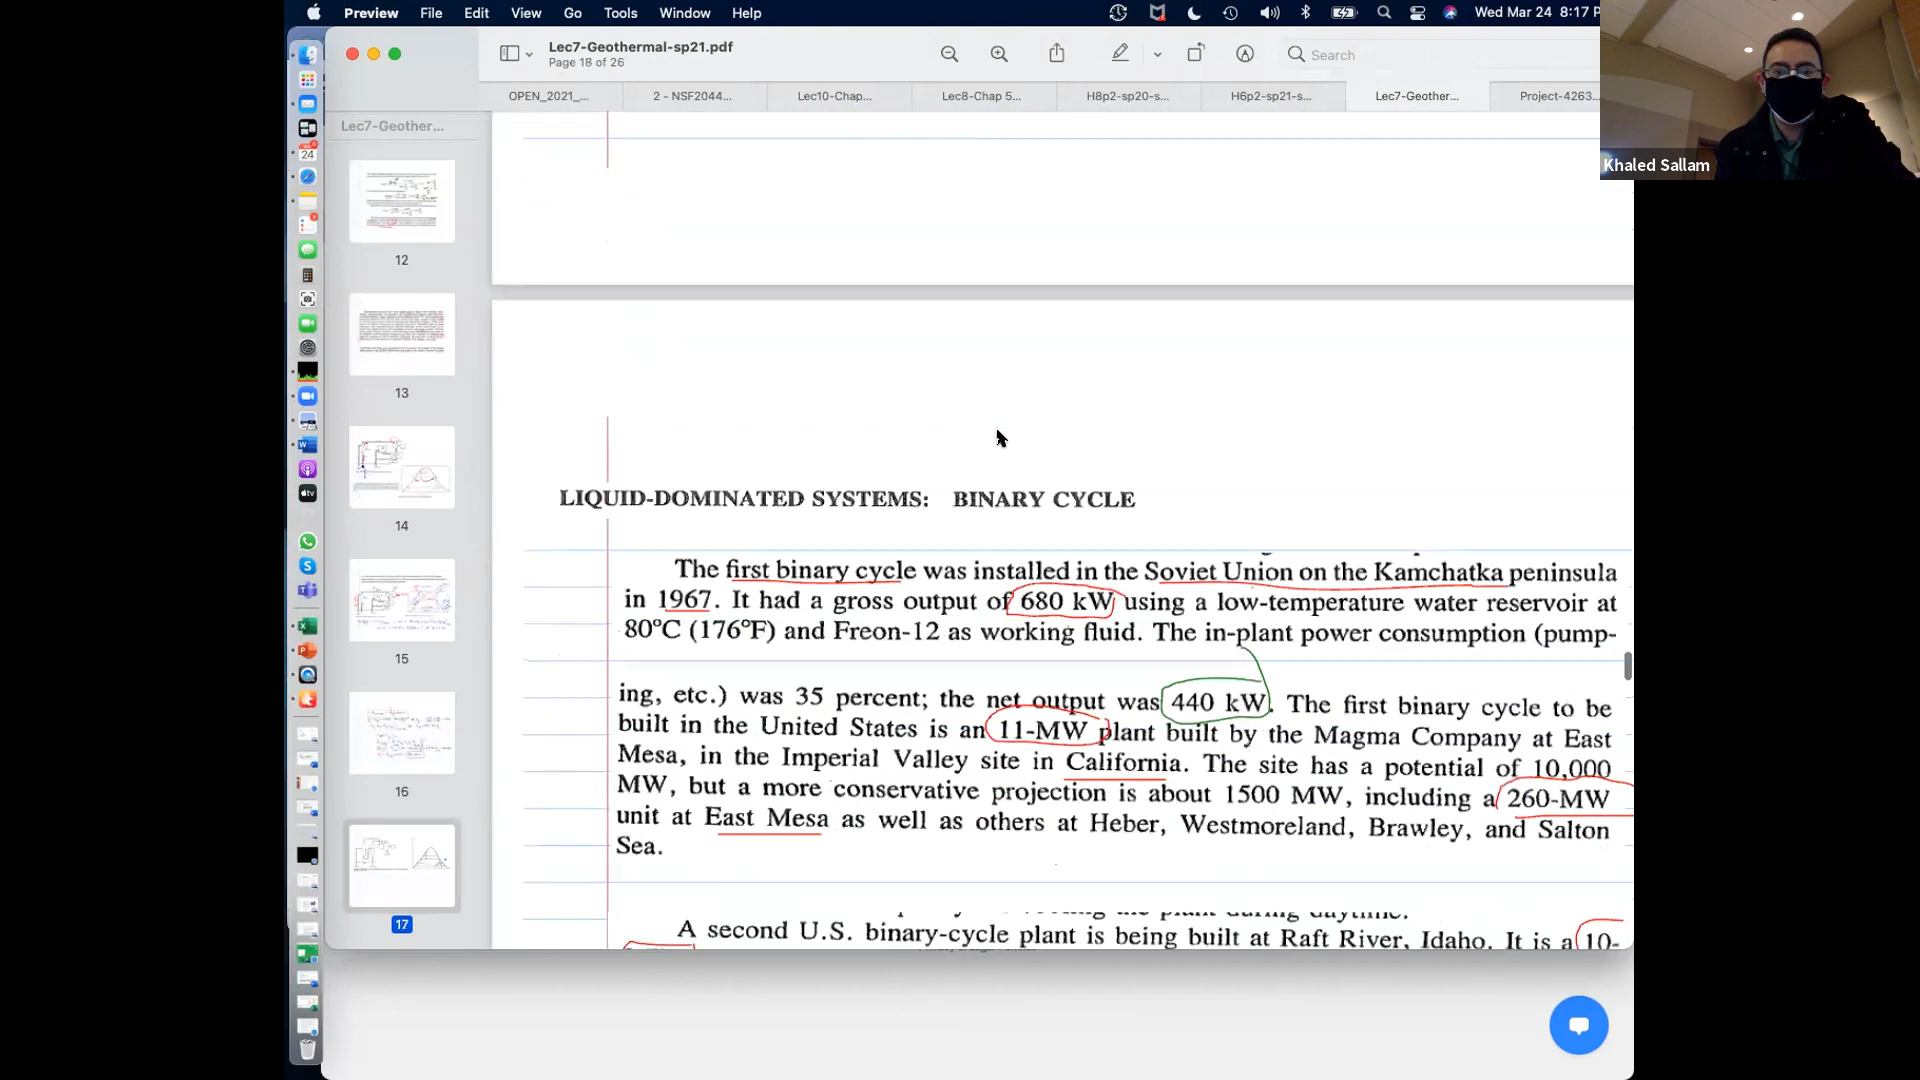 Preview File Edit View Go Tools Window Help
Wed Mar 24 8:17 P
Lec7-Geothermal-sp21.pdf
Page 18 of 26
Search
OPEN_2021_...
2 - NSF2044...
Lec10-Chap...
Lec8-Chap 5...
H8p2-sp20-s...
H6p2-sp21-s...
Lec7-Geother...
Project-4263...
Khaled Sallam
Lec7-Geother...
24
12
13
14
15
16
17
LIQUID-DOMINATED SYSTEMS: BINARY CYCLE
The first binary cycle was installed in the Soviet Union on the Kamchatka peninsula
in 1967. It had a gross output of 680 kW using a low-temperature water reservoir at
80°C (176°F) and Freon-12 as working fluid. The in-plant power consumption (pump-
ing, etc.) was 35 percent; the net output was 440 kW. The first binary cycle to be
built in the United States is an 11-MW plant built by the Magma Company at East
Mesa, in the Imperial Valley site in California. The site has a potential of 10,000
MW, but a more conservative projection is about 1500 MW, including a 260-MW
unit at East Mesa as well as others at Heber, Westmoreland, Brawley, and Salton
Sea.
A second U.S. binary-cycle plant is being built at Raft River, Idaho. It is a 10-